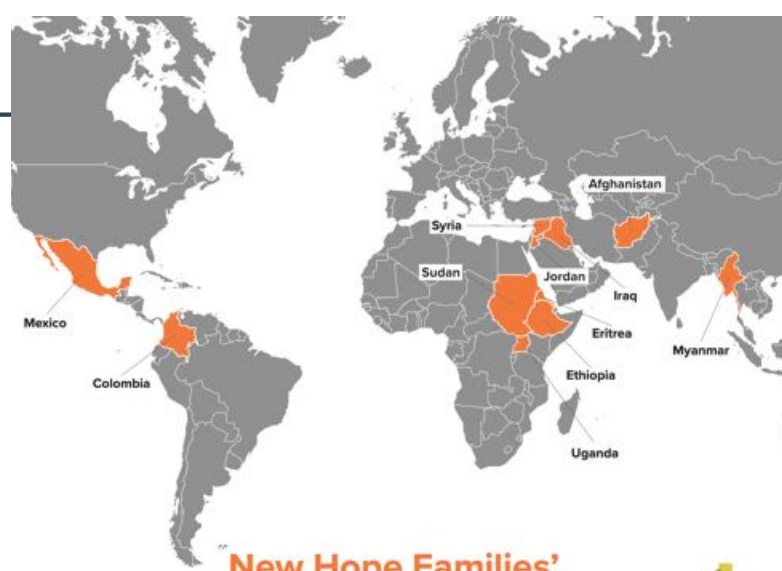 Afghanistan
Syria
Sudan
Jordan
Iraq
Mexico
Eritrea
Myanmar
Colombia
Ethiopia
Uganda
New Hope Families'